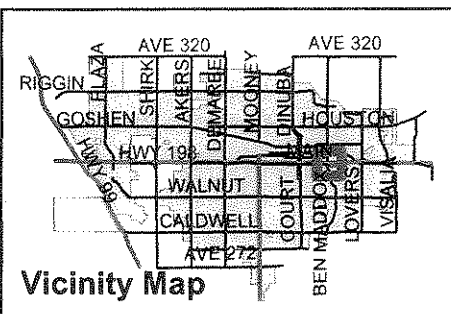 AVE 320
AVE 320
RIGGIN
PLAZA
SHIRK
AKERS
DEMAREE
MOONEY
DINUBA
GOSHEN
HOUSTON
HWY 99
HWY 198
MAIN
WALNUT
COURT
BEN MADDOX
LOVERS
VISALIA
CALDWELL
AVE 272
Vicinity Map